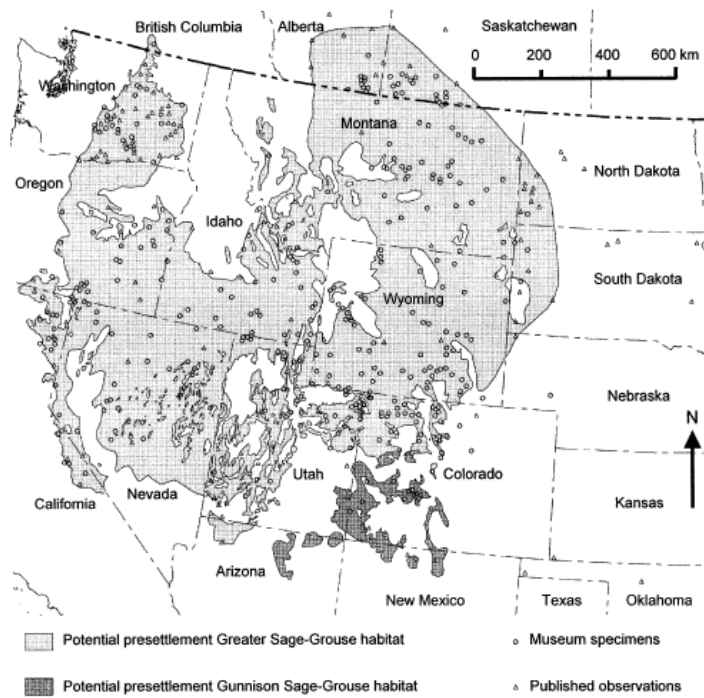 British Columbia
Alberta
Saskatchewan
0 200 400 600 km
Washington
Montana
North Dakota
Oregon
Idaho
South Dakota
Wyoming
Nebraska
N
Utah
Colorado
Nevada
California
Kansas
Arizona
New Mexico
Texas
Oklahoma
Potential presettlement Greater Sage-Grouse habitat
Museum specimens
Potential presettlement Gunnison Sage-Grouse habitat
Published observations